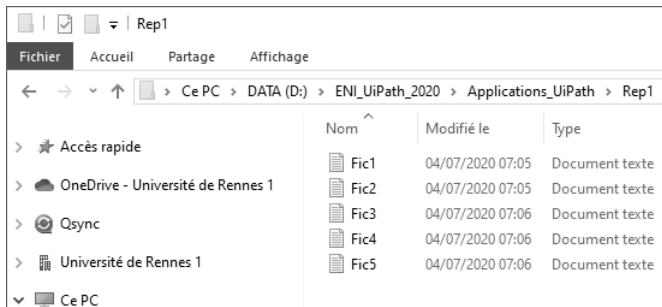 Rep1
Fichier Accueil Partage Affichage
Ce PC > DATA (D:) > ENI_UiPath_2020 > Applications_UiPath > Rep1
Nom Modifié le Type
Accès rapide
Fic1 04/07/2020 07:05 Document texte
OneDrive - Université de Rennes 1
Fic2 04/07/2020 07:05 Document texte
Qsync
Fic3 04/07/2020 07:06 Document texte
Fic4 04/07/2020 07:06 Document texte
Université de Rennes 1
Fic5 04/07/2020 07:06 Document texte
Ce PC